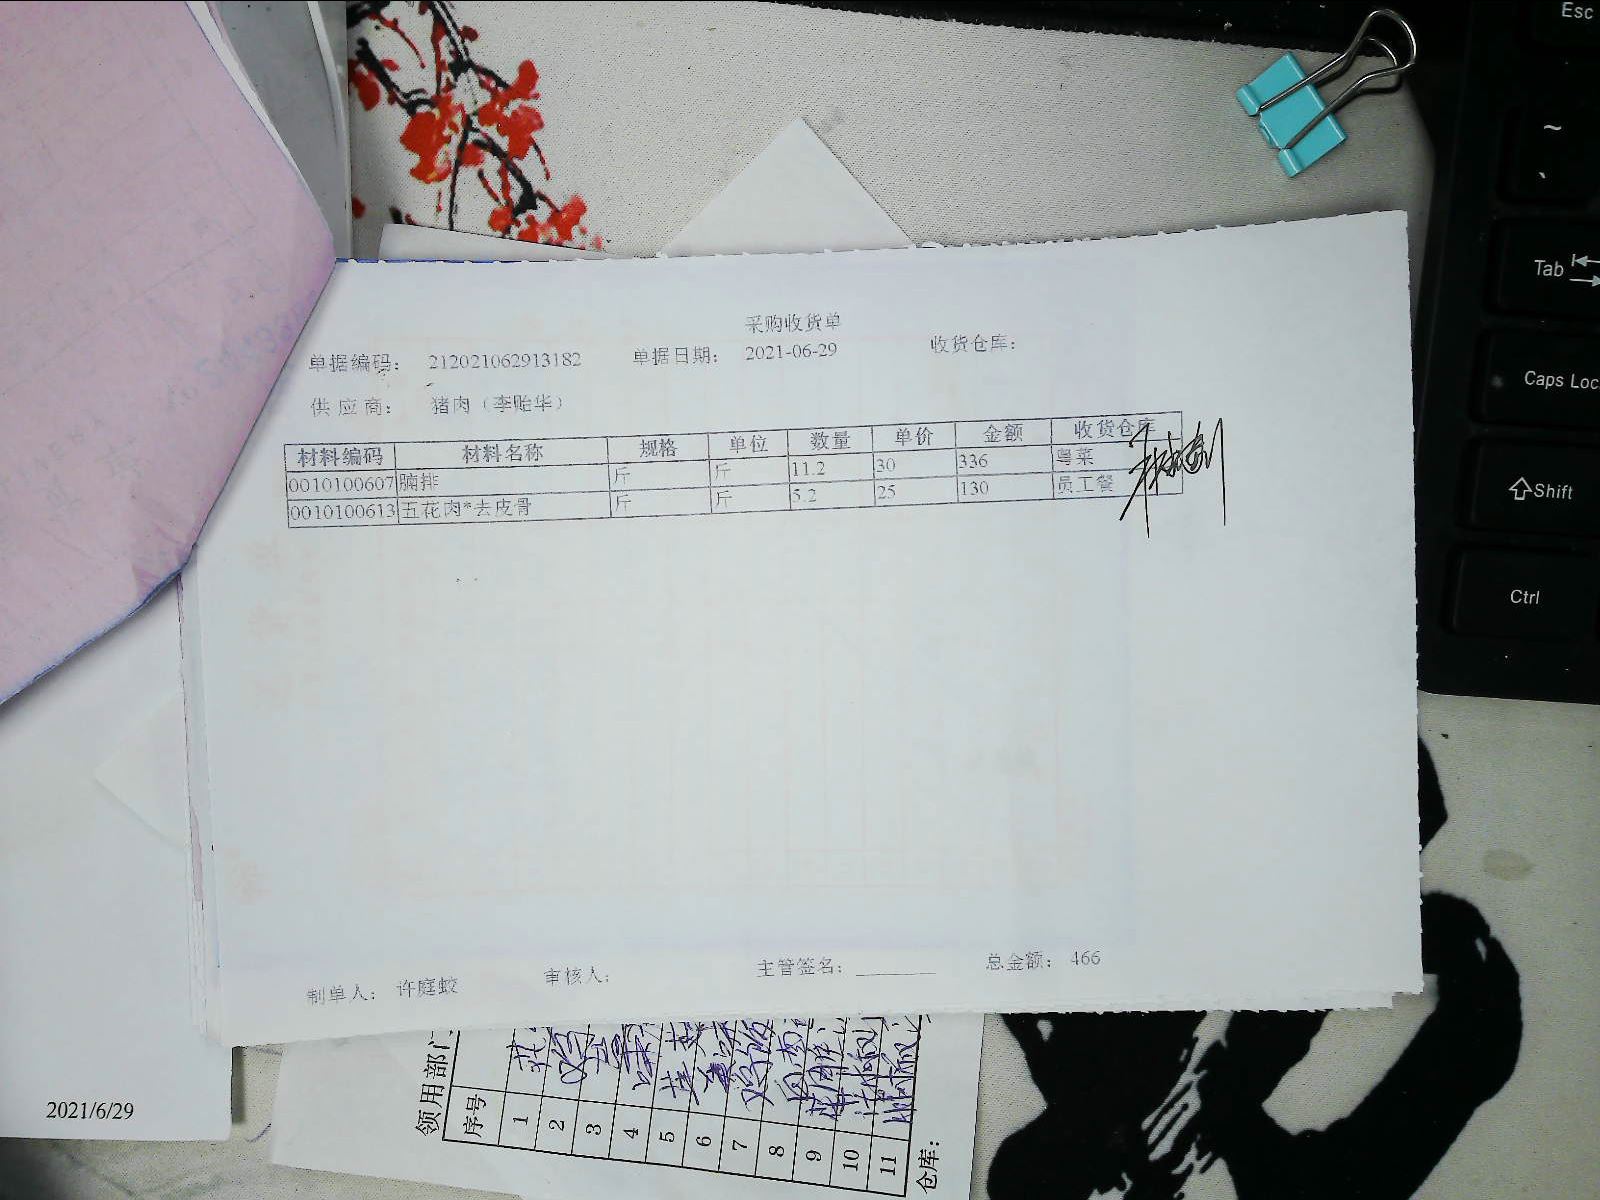 采购收货单
单据编码： 212021062913182 单据日期： 2021-06-29 收货仓库：
供应商： 猪肉（李贻华）
材料编码 材料名称 规格 单位 数量 单价 金额 收货仓库
0010100607 腩排 斤 斤 11.2 30 336 粤菜
0010100613 五花肉*去皮骨 斤 斤 5.2 25 130 员工餐
制单人： 许庭蛟 审核人： 主管签名： 总金额： 466
2021/6/29
领用部门
序号
1
2
3
4
5
6
7
8
9
10
11
仓库：
Esc
~
Tab
Caps Loc
Shift
Ctrl